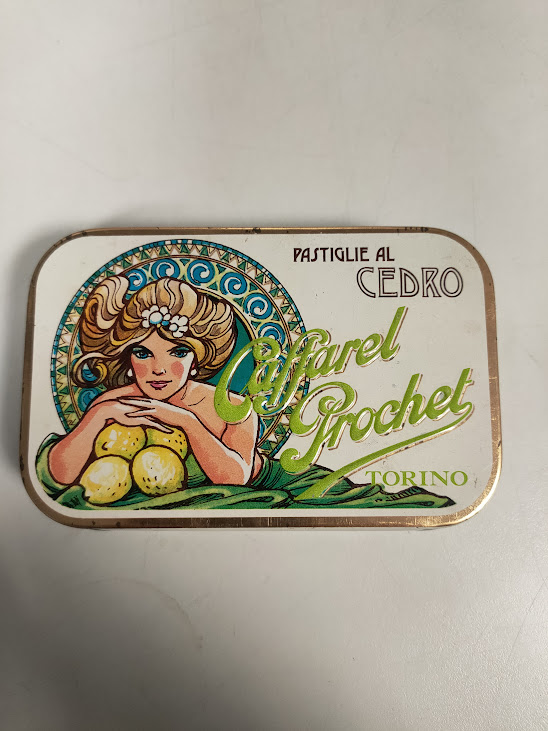 PASTIGLIE AL
CEDRO
Caffarel
Prochet
TORINO